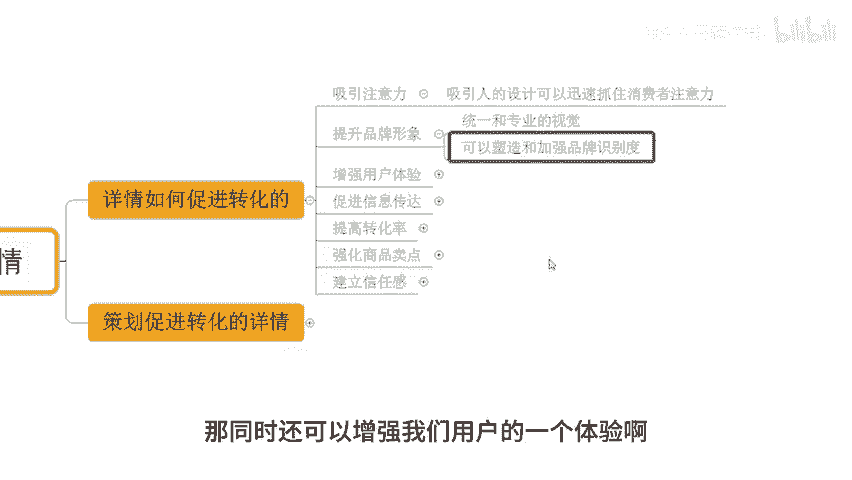 吸引注意力 吸引人的设计可以迅速抓住消费者注意力
统一和专业的视觉
提升品牌形象
可以塑造和加强品牌识别度
增强用户体验
详情如何促进转化的
促进信息传达
提高转化率
强化商品卖点
情
建立信任感
策划促进转化的详情
那同时还可以增强我们用户的一个体验啊
bilibili